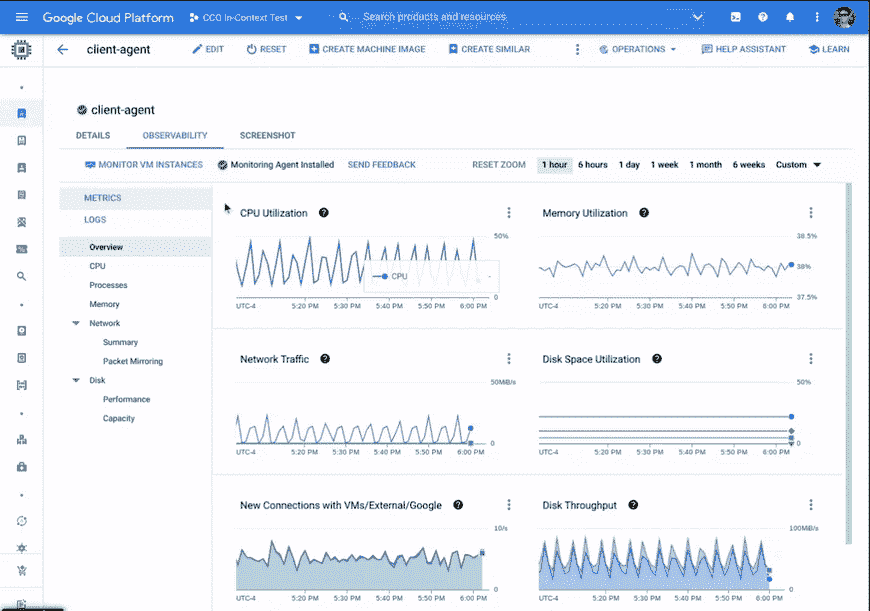 Google Cloud Platform
CCO In-Context Test
Search products and resources
client-agent
EDIT
RESET
CREATE MACHINE IMAGE
CREATE SIMILAR
OPERATIONS
HELP ASSISTANT
LEARN
client-agent
DETAILS
OBSERVABILITY
SCREENSHOT
MONITOR VM INSTANCES
Monitoring Agent Installed
SEND FEEDBACK
RESET ZOOM
1 hour
6 hours
1 day
1 week
1 month
6 weeks
Custom
METRICS
LOGS
Overview
CPU
Processes
Memory
Network
Summary
Packet Mirroring
Disk
Performance
Capacity
CPU Utilization
50%
CPU
-
0
UTC-4 5:20 PM 5:30 PM 5:40 PM 5:50 PM 6:00 PM
Memory Utilization
38.5%
38%
37.5%
UTC-4 5:20 PM 5:30 PM 5:40 PM 5:50 PM 6:00 PM
Network Traffic
50MiB/s
0
UTC-4 5:20 PM 5:30 PM 5:40 PM 5:50 PM 6:00 PM
Disk Space Utilization
50%
0
UTC-4 5:20 PM 5:30 PM 5:40 PM 5:50 PM 6:00 PM
New Connections with VMs/External/Google
10/s
0
UTC-4 5:20 PM 5:30 PM 5:40 PM 5:50 PM 6:00 PM
Disk Throughput
100MiB/s
0
UTC-4 5:20 PM 5:30 PM 5:40 PM 5:50 PM 6:00 PM